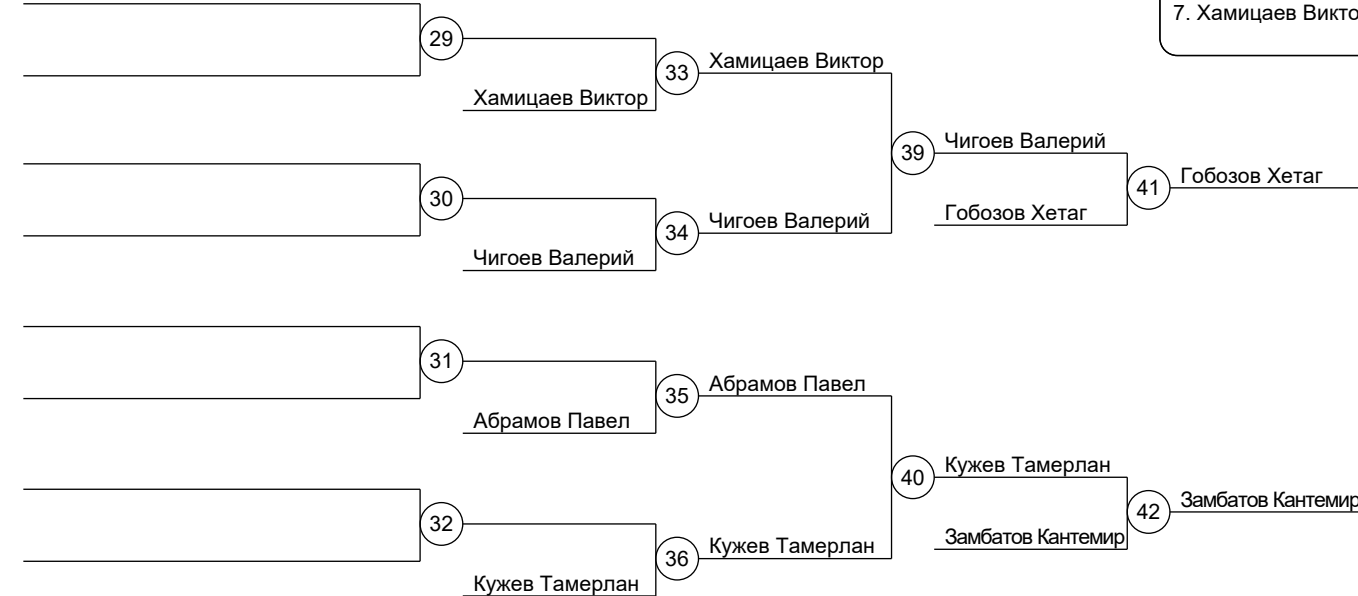 7. Хамицаев Викто
29
33
Хамицаев Виктор
Хамицаев Виктор
39
Чигоев Валерий
41
Гобозов Хетаг
30
34
Чигоев Валерий
Гобозов Хетаг
Чигоев Валерий
31
35
Абрамов Павел
Абрамов Павел
40
Кужев Тамерлан
42
Замбатов Кантемир
32
36
Кужев Тамерлан
Замбатов Кантемир
Кужев Тамерлан